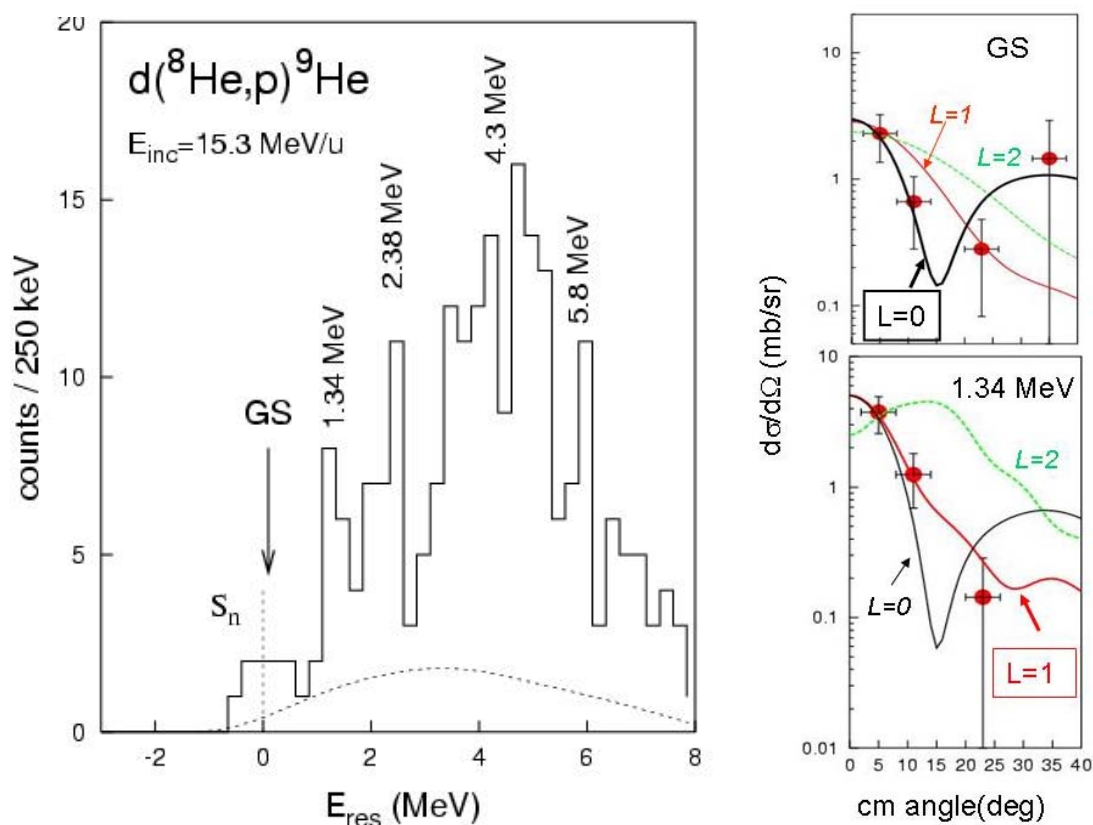 d(⁸He,p)⁹He
E_inc=15.3 MeV/u
1.34 MeV
2.38 MeV
4.3 MeV
5.8 MeV
GS
S_n
counts / 250 keV
20
15
10
5
0
-2 0 2 4 6 8
E_res (MeV)
GS
L=1
L=2
L=0
10
1
0.1
dσ/dΩ (mb/sr)
1.34 MeV
L=2
L=0
L=1
10
1
0.1
0.01
0 5 10 15 20 25 30 35 40
cm angle(deg)